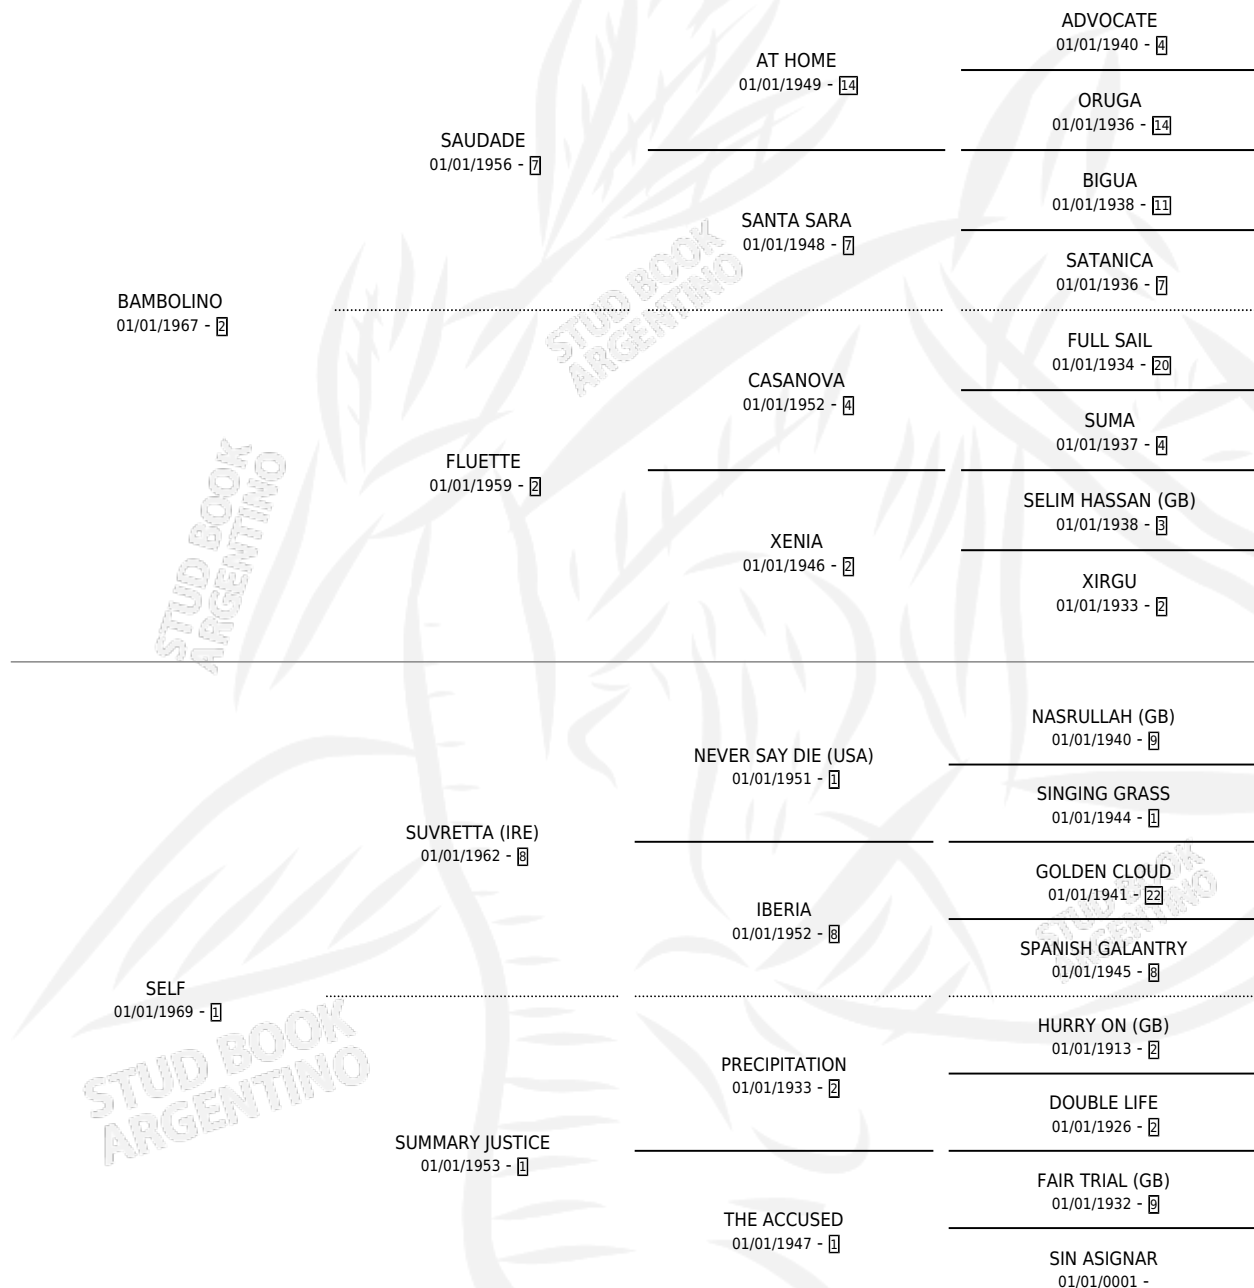 ADVOCATE
01/01/1940 - 4
AT HOME
01/01/1949 - 14
ORUGA
01/01/1936 - 14
SAUDADE
01/01/1956 - 7
BIGUA
01/01/1938 - 11
SANTA SARA
01/01/1948 - 7
SATANICA
01/01/1936 - 7
BAMBOLINO
01/01/1967 - 2
FULL SAIL
01/01/1934 - 20
CASANOVA
01/01/1952 - 4
SUMA
01/01/1937 - 4
FLUETTE
01/01/1959 - 2
SELIM HASSAN (GB)
01/01/1938 - 3
XENIA
01/01/1946 - 2
XIRGU
01/01/1933 - 2
NASRULLAH (GB)
01/01/1940 - 9
NEVER SAY DIE (USA)
01/01/1951 - 1
SINGING GRASS
01/01/1944 - 1
SUVRETTA (IRE)
01/01/1962 - 8
GOLDEN CLOUD
01/01/1941 - 22
IBERIA
01/01/1952 - 8
SPANISH GALANTRY
01/01/1945 - 8
SELF
01/01/1969 - 1
HURRY ON (GB)
01/01/1913 - 2
PRECIPITATION
01/01/1933 - 2
DOUBLE LIFE
01/01/1926 - 2
SUMMARY JUSTICE
01/01/1953 - 1
FAIR TRIAL (GB)
01/01/1932 - 9
THE ACCUSED
01/01/1947 - 1
SIN ASIGNAR
01/01/0001 -
STUD BOOK
ARGENTINO
STUD BOOK
ARGENTINO
STUD BOOK
ARGENTINO
STUD BOOK
ARGENTINO